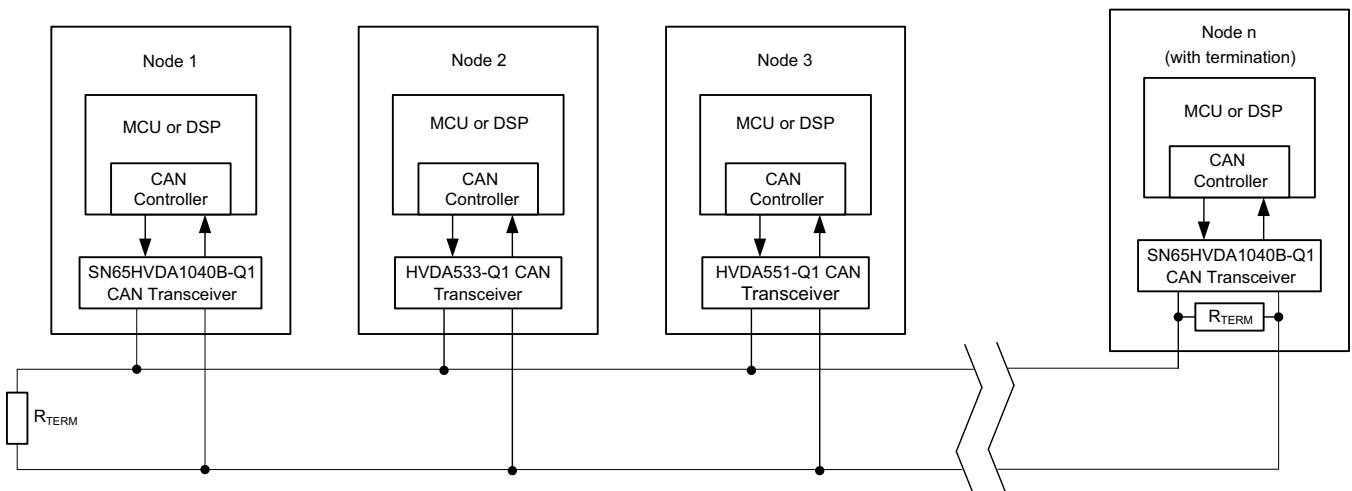 Node 1
MCU or DSP
CAN
Controller
SN65HVDA1040B-Q1
CAN Transceiver
Node 2
MCU or DSP
CAN
Controller
HVDA533-Q1 CAN
Transceiver
Node 3
MCU or DSP
CAN
Controller
HVDA551-Q1 CAN
Transceiver
Node n
(with termination)
MCU or DSP
CAN
Controller
SN65HVDA1040B-Q1
CAN Transceiver
RTERM
RTERM